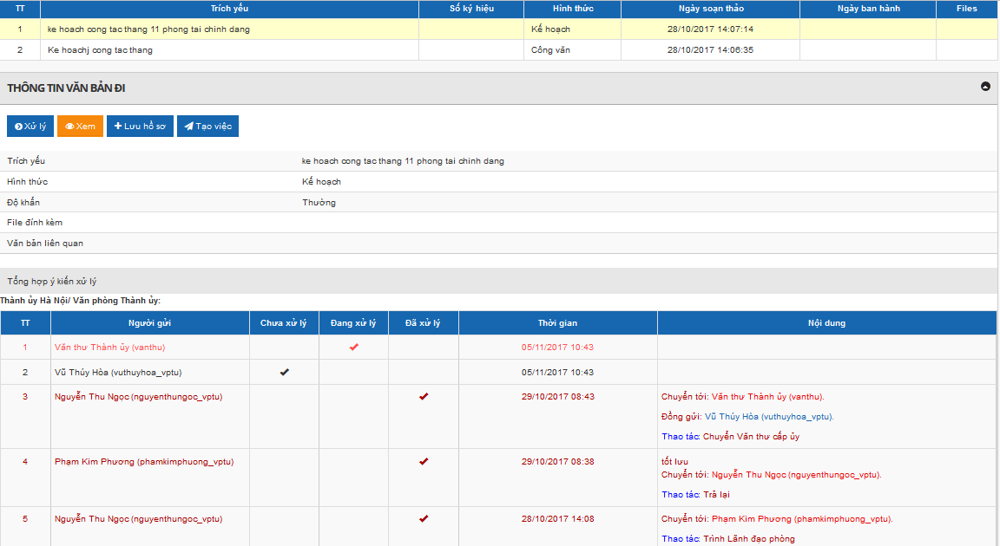 TT Trích yếu Số ký hiệu Hình thức Ngày soạn thảo Ngày ban hành Files
1 ke hoach cong tac thang 11 phong tai chinh dang Kế hoạch 28/10/2017 14:07:14
2 Ke hoachj cong tac thang Công văn 28/10/2017 14:06:35
THÔNG TIN VĂN BẢN ĐI
Xử lý Xem Lưu hồ sơ Tạo việc
Trích yếu ke hoach cong tac thang 11 phong tai chinh dang
Hình thức Kế hoạch
Độ khẩn Thường
File đính kèm
Văn bản liên quan
Tổng hợp ý kiến xử lý
Thành ủy Hà Nội/ Văn phòng Thành ủy:
TT Người gửi Chưa xử lý Đang xử lý Đã xử lý Thời gian Nội dung
1 Văn thư Thành ủy (vanthu) 05/11/2017 10:43
2 Vũ Thúy Hòa (vuthuyhoa_vptu) 05/11/2017 10:43
3 Nguyễn Thu Ngọc (nguyenthungoc_vptu) 29/10/2017 08:43 Chuyển tới: Văn thư Thành ủy (vanthu).
Đồng gửi: Vũ Thúy Hòa (vuthuyhoa_vptu).
Thao tác: Chuyển Văn thư cấp ủy
4 Phạm Kim Phương (phamkimphuong_vptu) 29/10/2017 08:38 tốt lưu
Chuyển tới: Nguyễn Thu Ngọc (nguyenthungoc_vptu).
Thao tác: Trả lại
5 Nguyễn Thu Ngọc (nguyenthungoc_vptu) 28/10/2017 14:08 Chuyển tới: Phạm Kim Phương (phamkimphuong_vptu).
Thao tác: Trình Lãnh đạo phòng